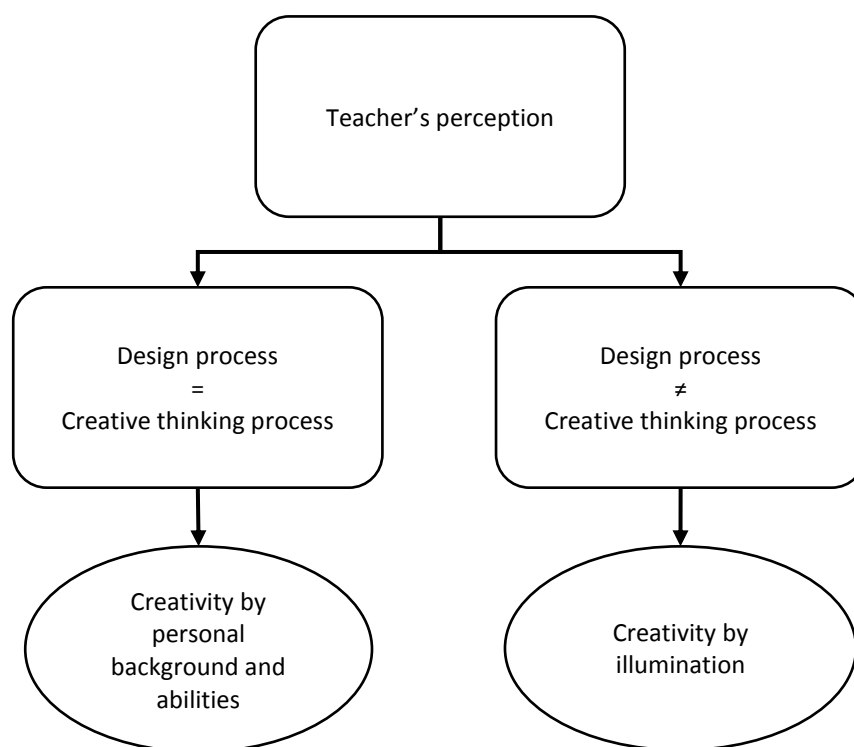 Teacher’s perception
Design process
=
Creative thinking process
Design process
≠
Creative thinking process
Creativity by
personal
background and
abilities
Creativity by
illumination